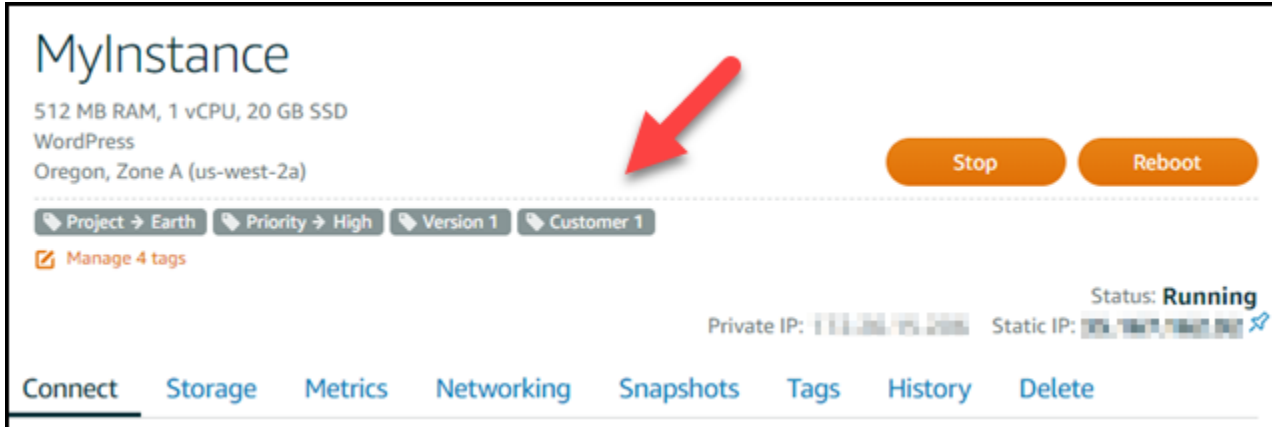 MyInstance
512 MB RAM, 1 vCPU, 20 GB SSD
WordPress
Oregon, Zone A (us-west-2a)
Stop
Reboot
Project → Earth
Priority → High
Version 1
Customer 1
Manage 4 tags
Status: Running
Private IP:
Static IP:
Connect Storage Metrics Networking Snapshots Tags History Delete